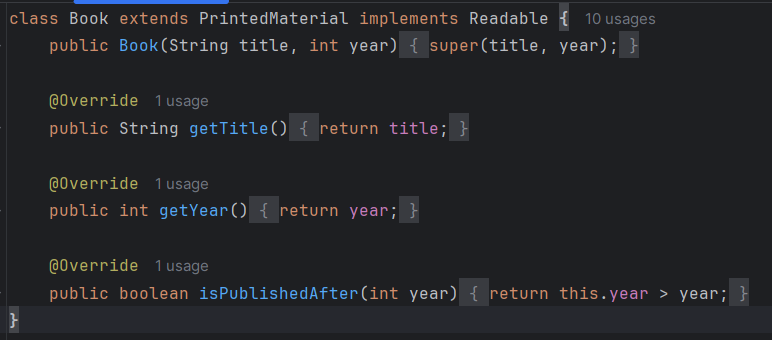 class Book extends PrintedMaterial implements Readable { 10 usages
public Book(String title, int year) { super(title, year); }
@Override 1 usage
public String getTitle() { return title; }
@Override 1 usage
public int getYear() { return year; }
@Override 1 usage
public boolean isPublishedAfter(int year) { return this.year > year; }
}